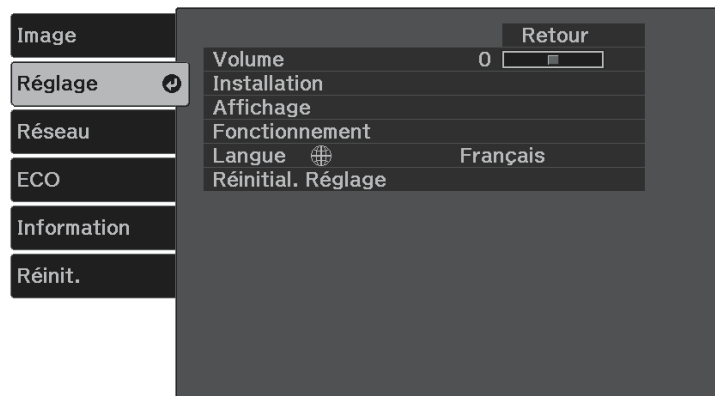 Image
Réglage
Réseau
ECO
Information
Réinit.
Retour
Volume 0
Installation
Affichage
Fonctionnement
Langue Français
Réinitial. Réglage